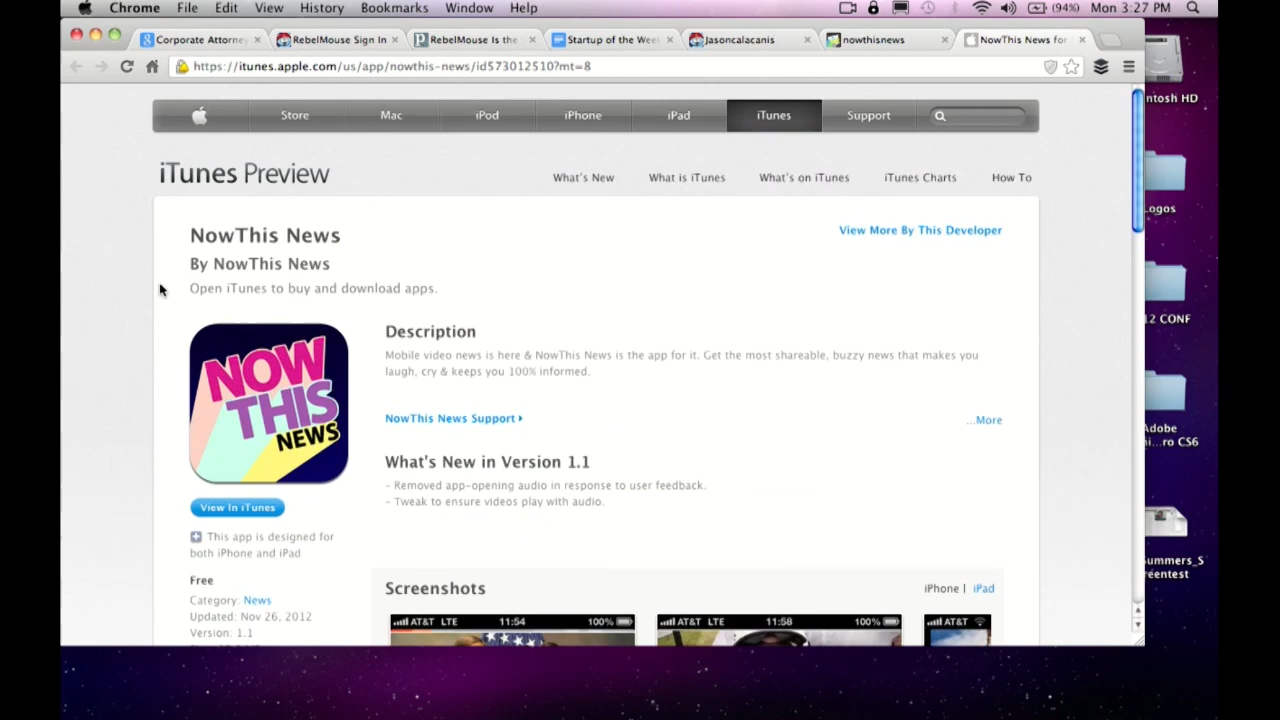 Chrome File Edit View History Bookmarks Window Help (94%) Mon 3:27 PM
Corporate Attorne RebelMouse Sign In RebelMouse Is the Startup of the Wee Jasoncalacanis nowthisnews NowThis News for
https://itunes.apple.com/us/app/nowthis-news/id573012510?mt=8
ntosh HD
Store Mac iPod iPhone iPad iTunes Support
iTunes Preview
What's New What is iTunes What's on iTunes iTunes Charts How To
Logos
NowThis News
View More By This Developer
By NowThis News
Open iTunes to buy and download apps.
12 CONF
Description
Mobile video news is here & NowThis News is the app for it. Get the most shareable, buzzy news that makes you
laugh, cry & keeps you 100% informed.
NOW
THIS
NEWS
NowThis News Support
...More
Adobe
...ro CS6
What's New in Version 1.1
- Removed app-opening audio in response to user feedback.
- Tweak to ensure videos play with audio.
View In iTunes
This app is designed for
both iPhone and iPad
Summers_S
reentest
Free
Category: News
Updated: Nov 26, 2012
Version: 1.1
Screenshots
iPhone | iPad
AT&T LTE 11:54 100%
AT&T LTE 11:58 100%
AT&T